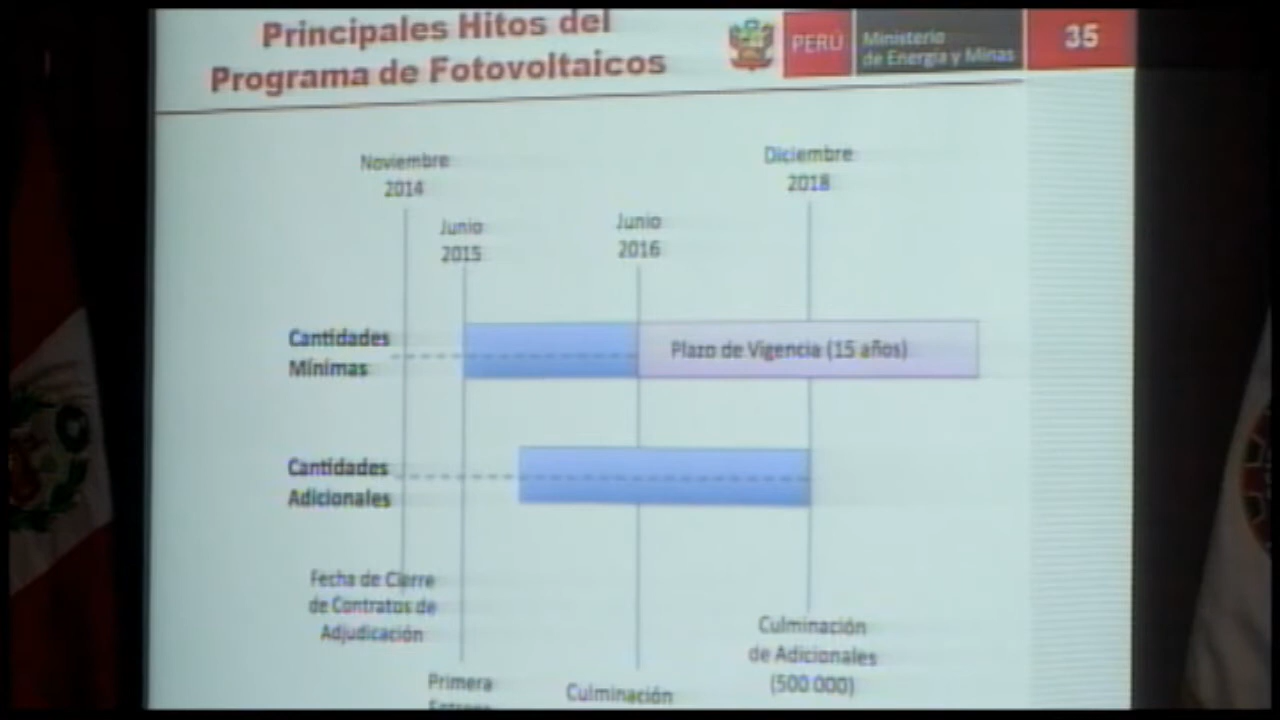 Principales Hitos del
Programa de Fotovoltaicos
PERÚ
Ministerio
de Energía y Minas
35
Noviembre
2014
Diciembre
2018
Junio
2015
Junio
2016
Cantidades
Mínimas
Plazo de Vigencia (15 años)
Cantidades
Adicionales
Fecha de Cierre
de Contratos de
Adjudicación
Culminación
de Adicionales
(500 000)
Primera
Culminación